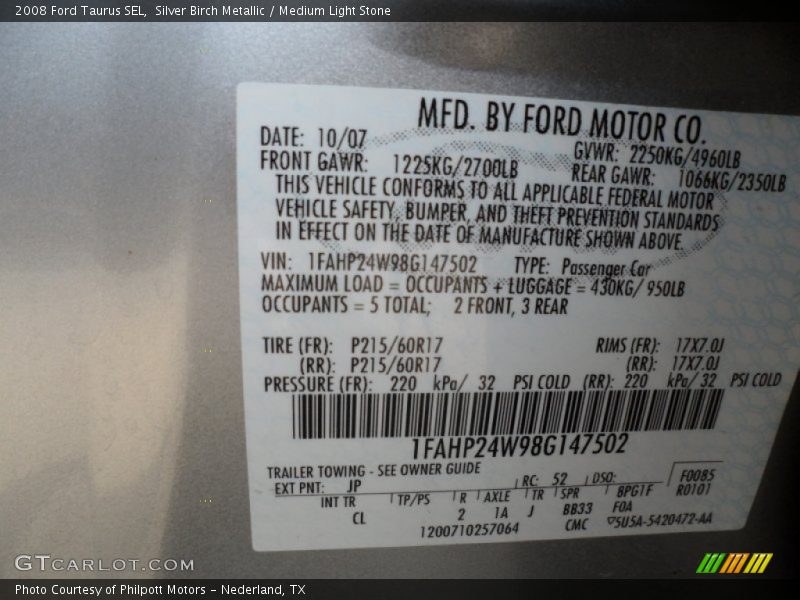 2008 Ford Taurus SEL,  Silver Birch Metallic / Medium Light Stone
MFD. BY FORD MOTOR CO.
DATE: 10/07 GVWR: 2250KG/4960LB
FRONT GAWR: 1225KG/2700LB REAR GAWR: 1066KG/2350LB
THIS VEHICLE CONFORMS TO ALL APPLICABLE FEDERAL MOTOR
VEHICLE SAFETY, BUMPER, AND THEFT PREVENTION STANDARDS
IN EFFECT ON THE DATE OF MANUFACTURE SHOWN ABOVE.
VIN: 1FAHP24W98G147502 TYPE: Passenger Car
MAXIMUM LOAD = OCCUPANTS + LUGGAGE = 430KG/ 950LB
OCCUPANTS = 5 TOTAL; 2 FRONT, 3 REAR
TIRE (FR): P215/60R17 RIMS (FR): 17X7.0J
(RR): P215/60R17 (RR): 17X7.0J
PRESSURE (FR): 220 kPa/ 32 PSI COLD (RR): 220 kPa/ 32 PSI COLD
1FAHP24W98G147502
TRAILER TOWING - SEE OWNER GUIDE
EXT PNT: JP RC: 52 DSO: F0085
INT TR TP/PS R AXLE TR SPR BPG1F R0101
CL 2 1A J BB33 FOA
1200710257064 CMC ▽5U5A-5420472-AA
GTCARLOT.COM
Photo Courtesy of Philpott Motors - Nederland, TX